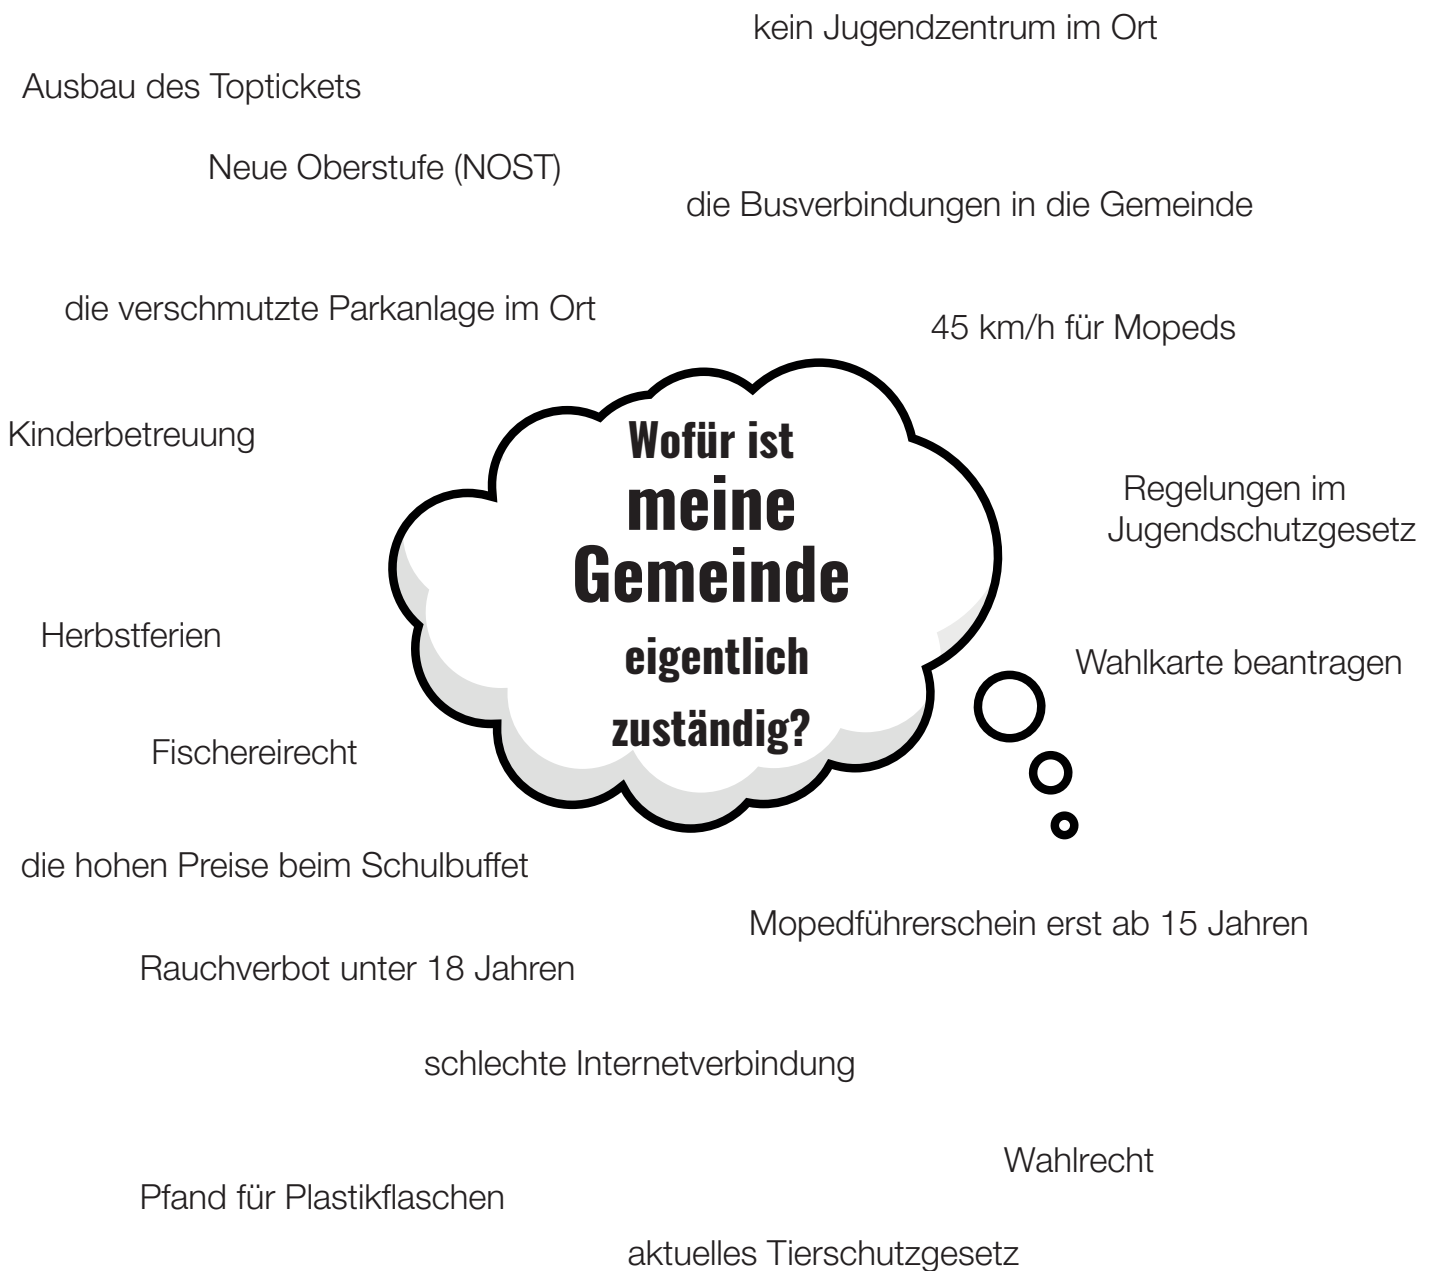 kein Jugendzentrum im Ort
Ausbau des Toptickets
Neue Oberstufe (NOST)
die Busverbindungen in die Gemeinde
die verschmutzte Parkanlage im Ort
45 km/h für Mopeds
Kinderbetreuung
Wofür ist
meine
Gemeinde
eigentlich
zuständig?
Regelungen im
Jugendschutzgesetz
Herbstferien
Wahlkarte beantragen
Fischereirecht
die hohen Preise beim Schulbuffet
Mopedführerschein erst ab 15 Jahren
Rauchverbot unter 18 Jahren
schlechte Internetverbindung
Wahlrecht
Pfand für Plastikflaschen
aktuelles Tierschutzgesetz